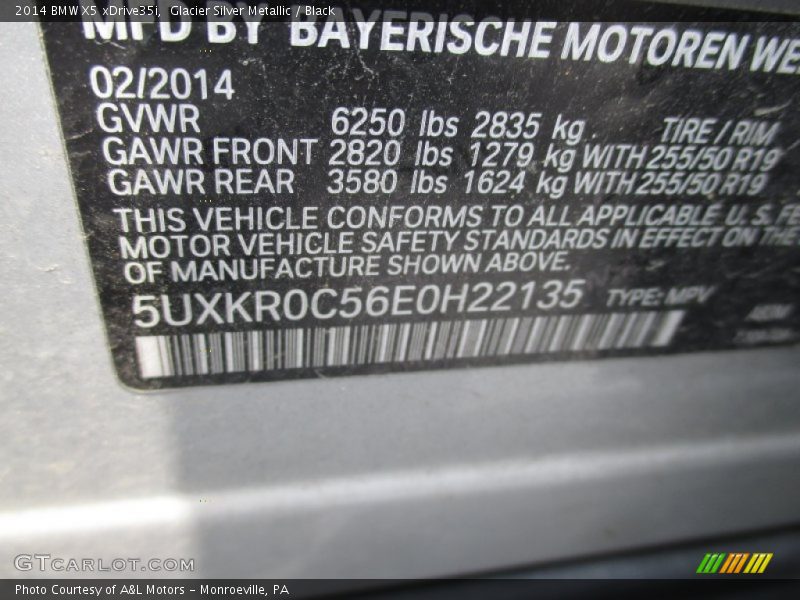 2014 BMW X5 xDrive35i, Glacier Silver Metallic / Black
MFD BY BAYERISCHE MOTOREN WE
02/2014
GVWR 6250 lbs 2835 kg TIRE / RIM
GAWR FRONT 2820 lbs 1279 kg WITH 255/50 R19
GAWR REAR 3580 lbs 1624 kg WITH 255/50 R19
THIS VEHICLE CONFORMS TO ALL APPLICABLE U.S. FE
MOTOR VEHICLE SAFETY STANDARDS IN EFFECT ON THE
OF MANUFACTURE SHOWN ABOVE.
5UXKR0C56E0H22135 TYPE: MPV
GTCARLOT.COM
Photo Courtesy of A&L Motors - Monroeville, PA